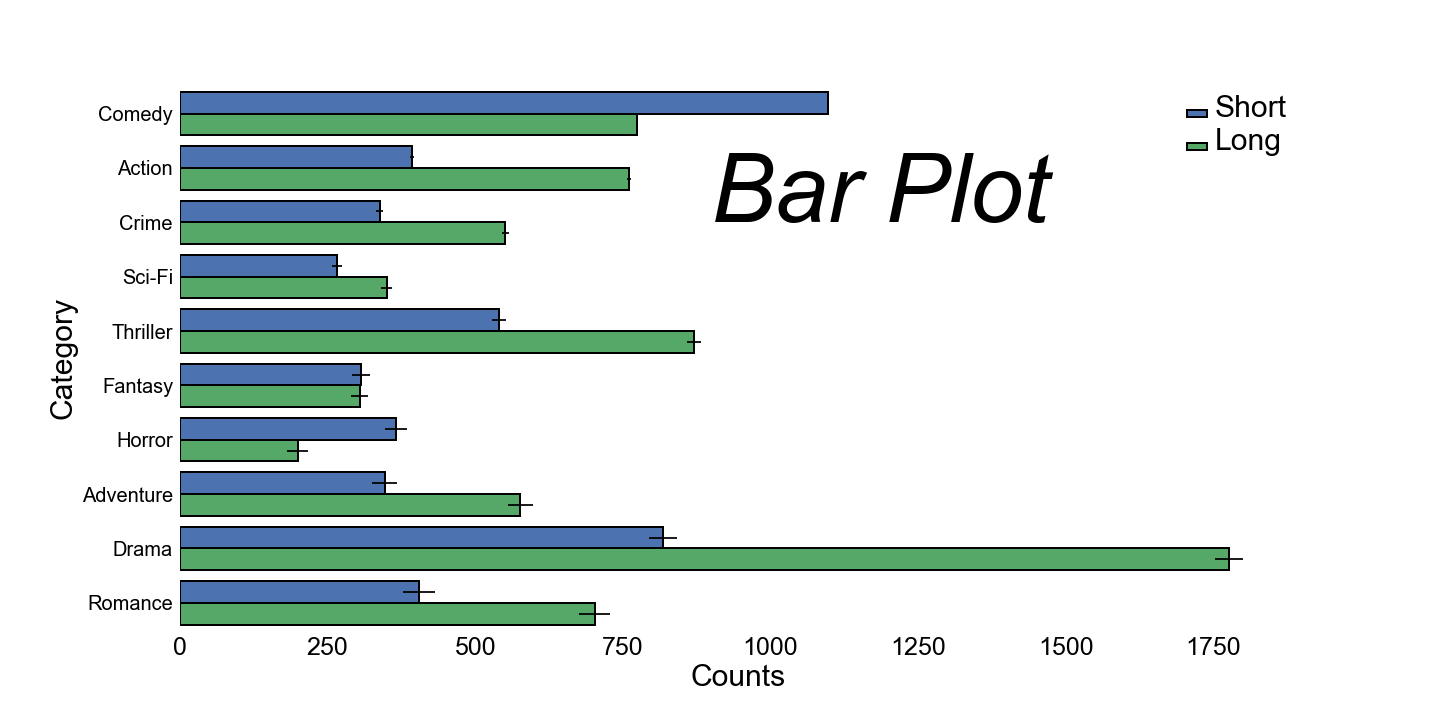 Short
Long
Bar Plot
Category
Comedy
Action
Crime
Sci-Fi
Thriller
Fantasy
Horror
Adventure
Drama
Romance
0 250 500 750 1000 1250 1500 1750
Counts